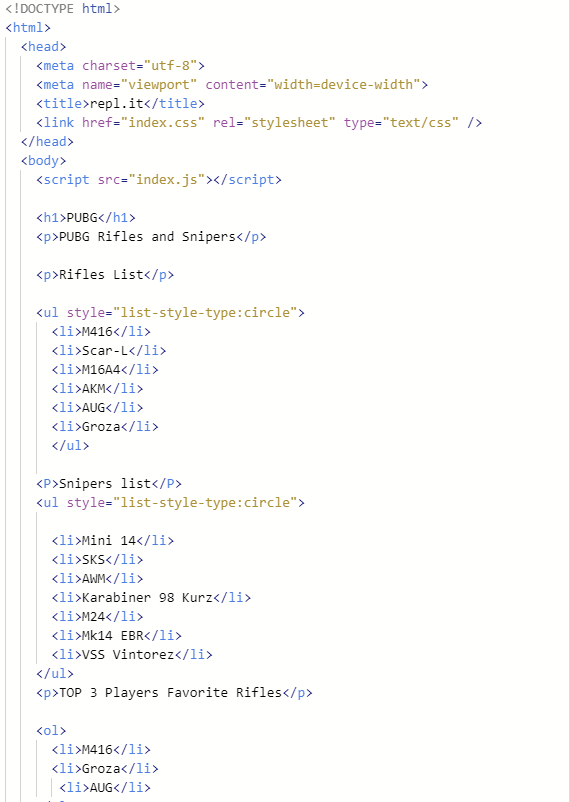 <!DOCTYPE html>
<html>
<head>
<meta charset="utf-8">
<meta name="viewport" content="width=device-width">
<title>repl.it</title>
<link href="index.css" rel="stylesheet" type="text/css" />
</head>
<body>
<script src="index.js"></script>
<h1>PUBG</h1>
<p>PUBG Rifles and Snipers</p>
<p>Rifles List</p>
<ul style="list-style-type:circle">
<li>M416</li>
<li>Scar-L</li>
<li>M16A4</li>
<li>AKM</li>
<li>AUG</li>
<li>Groza</li>
</ul>
<P>Snipers list</P>
<ul style="list-style-type:circle">
<li>Mini 14</li>
<li>SKS</li>
<li>AWM</li>
<li>Karabiner 98 Kurz</li>
<li>M24</li>
<li>Mk14 EBR</li>
<li>VSS Vintorez</li>
</ul>
<p>TOP 3 Players Favorite Rifles</p>
<ol>
<li>M416</li>
<li>Groza</li>
<li>AUG</li>